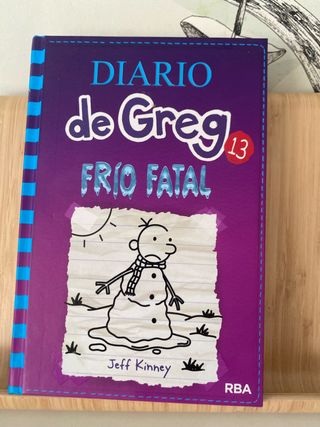 DIARIO
de Greg 13
FRÍO FATAL
Jeff Kinney
RBA